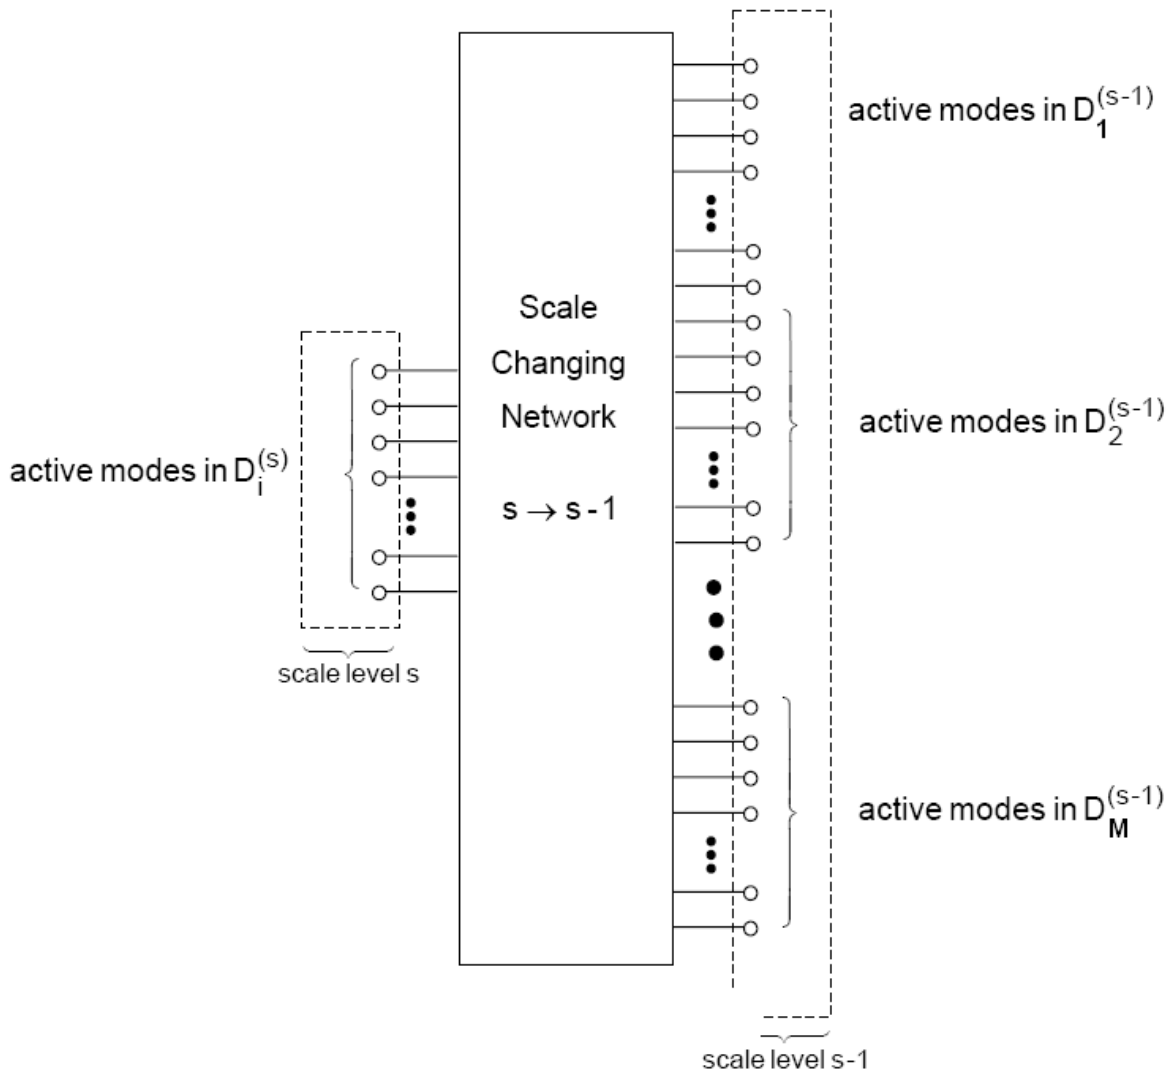 active modes in D₁⁽ˢ⁻¹⁾
Scale
Changing
Network
s → s-1
active modes in Dᵢ⁽ˢ⁾
active modes in D₂⁽ˢ⁻¹⁾
scale level s
active modes in D_M⁽ˢ⁻¹⁾
scale level s-1